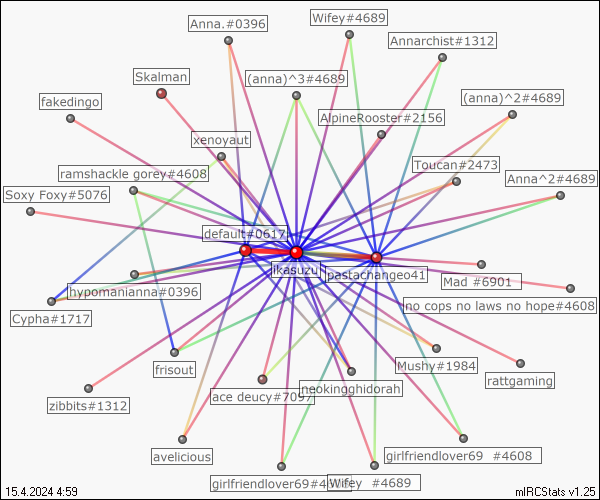 Wifey#4689
Anna.#0396
Annarchist#1312
Skalman
(anna)^3#4689
fakedingo
(anna)^2#4689
AlpineRooster#2156
xenoyaut
Toucan#2473
ramshackle gorey#4608
Anna^2#4689
Soxy Foxy#5076
default#0617
ikasuzu
pastachangeo41
Mad #6901
hypomanianna#0396
no cops no laws no hope#4608
Cypha#1717
frisout
Mushy#1984
rattgaming
neokingghidorah
ace deucy#7097
zibbits#1312
avelicious
girlfriendlover69 #4608
girlfriendlover69 #4
Wifey #4689
15.4.2024 4:59
mIRCStats v1.25